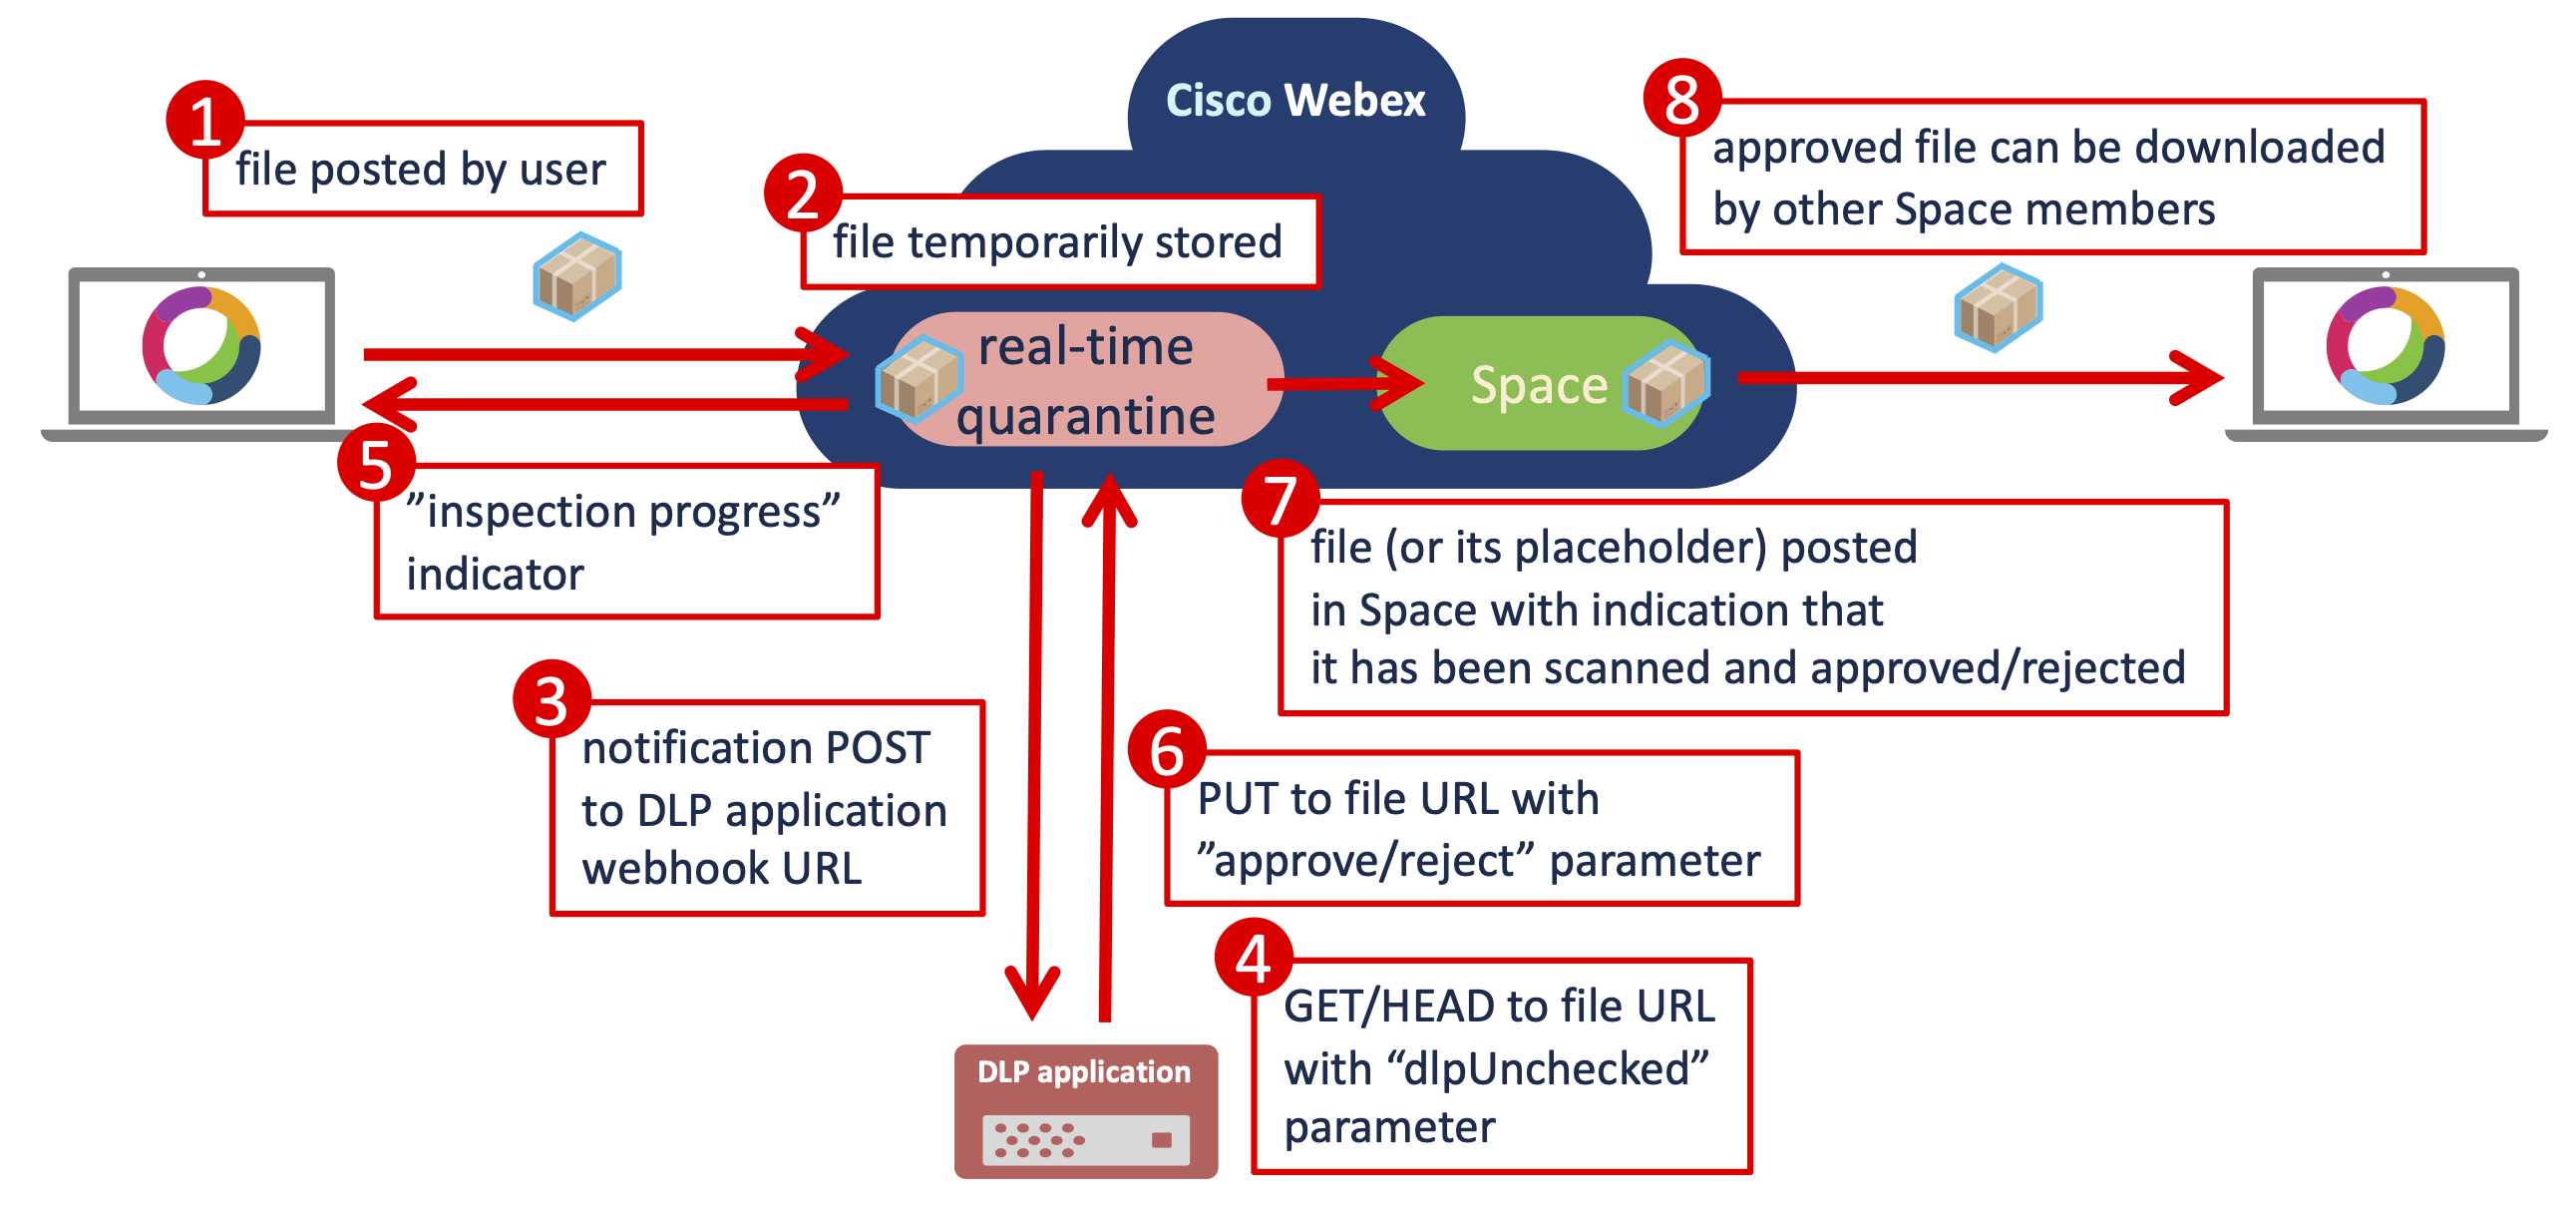 Cisco Webex
1
file posted by user
2
file temporarily stored
8
approved file can be downloaded
by other Space members
real-time
quarantine
Space
5
”inspection progress”
indicator
7
file (or its placeholder) posted
in Space with indication that
it has been scanned and approved/rejected
3
notification POST
to DLP application
webhook URL
6
PUT to file URL with
”approve/reject” parameter
4
GET/HEAD to file URL
with “dlpUnchecked”
parameter
DLP application